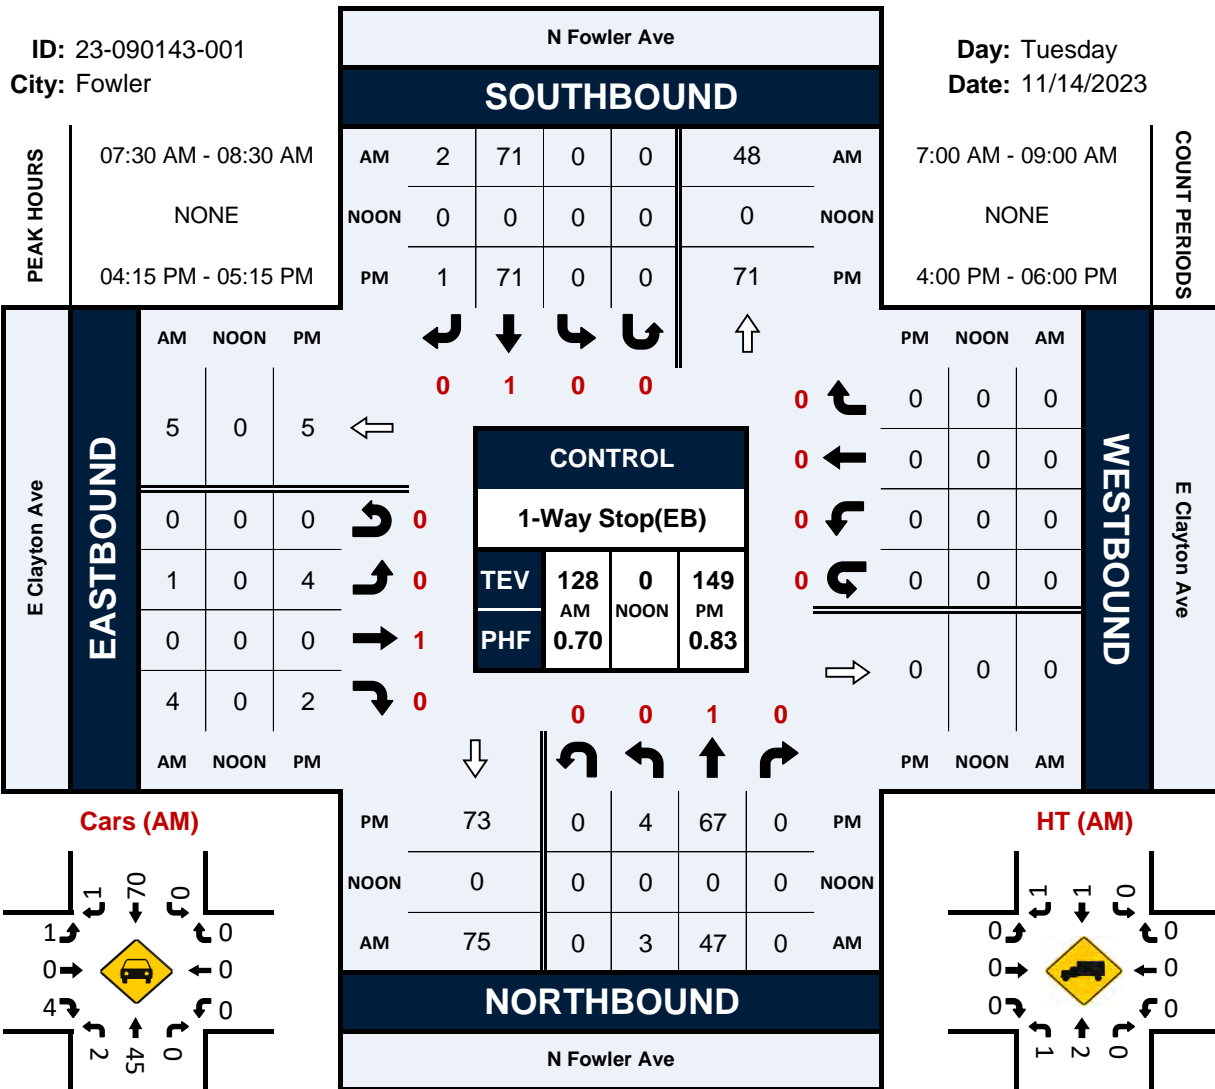 N Fowler Ave
ID: 23-090143-001
Day: Tuesday
City: Fowler
Date: 11/14/2023
SOUTHBOUND
PEAK HOURS
07:30 AM - 08:30 AM
NONE
04:15 PM - 05:15 PM
AM 2 71 0 0 48 AM
NOON 0 0 0 0 0 NOON
PM 1 71 0 0 71 PM
7:00 AM - 09:00 AM
NONE
4:00 PM - 06:00 PM
COUNT PERIODS
0 1 0 0
E Clayton Ave
EASTBOUND
AM NOON PM
5 0 5
0 0 0 0
1 0 4 0
0 0 0 1
4 0 2 0
AM NOON PM
CONTROL
1-Way Stop(EB)
TEV 128 0 149
AM NOON PM
PHF 0.70 0.83
PM NOON AM
0 0 0 0
0 0 0 0
0 0 0 0
0 0 0 0
0 0 0
PM NOON AM
WESTBOUND
E Clayton Ave
0 0 1 0
PM 73 0 4 67 0 PM
NOON 0 0 0 0 0 NOON
AM 75 0 3 47 0 AM
NORTHBOUND
N Fowler Ave
Cars (AM)
1 70 0
1 0
0 0
4 0
2 45 0
HT (AM)
1 1 0
0 0
0 0
0 0
1 2 0